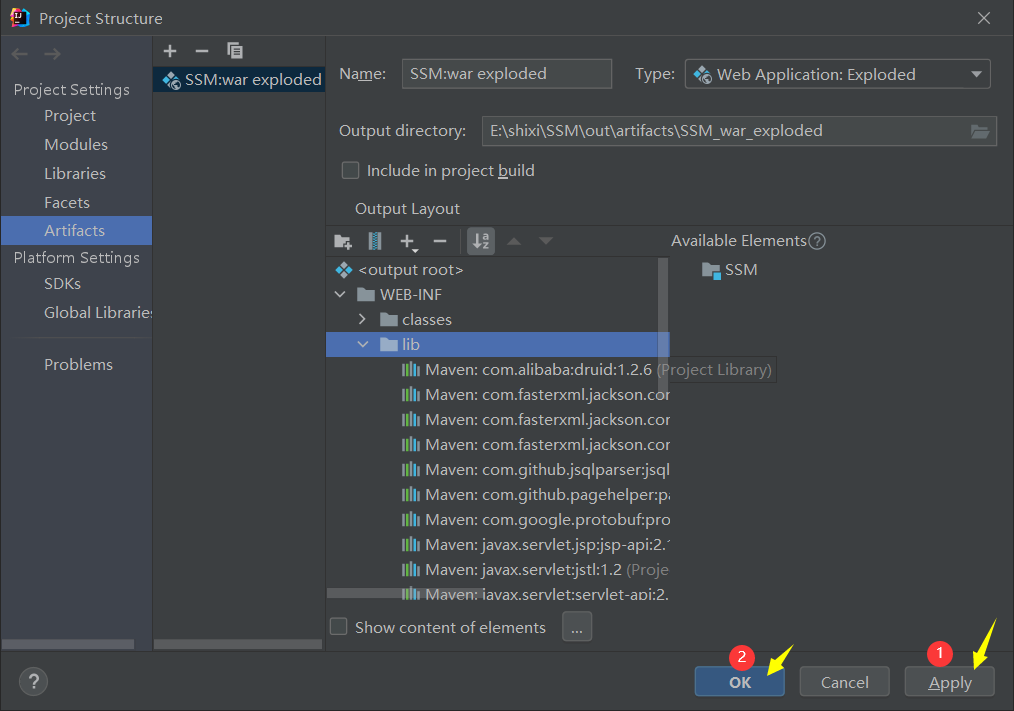 Project Structure
Project Settings
Project
Modules
Libraries
Facets
Artifacts
Platform Settings
SDKs
Global Libraries
Problems
SSM:war exploded
Name: SSM:war exploded
Type: Web Application: Exploded
Output directory: E:\shixi\SSM\out\artifacts\SSM_war_exploded
Include in project build
Output Layout
Available Elements
<output root>
SSM
WEB-INF
classes
lib
Maven: com.alibaba:druid:1.2.6 (Project Library)
Maven: com.fasterxml.jackson.cor
Maven: com.fasterxml.jackson.cor
Maven: com.fasterxml.jackson.cor
Maven: com.github.jsqlparser:jsql
Maven: com.github.pagehelper:pa
Maven: com.google.protobuf:pro
Maven: javax.servlet.jsp:jsp-api:2.1
Maven: javax.servlet:jstl:1.2 (Proje
Maven: javax.servlet:servlet-api:2.
Show content of elements ...
2
1
? OK Cancel Apply